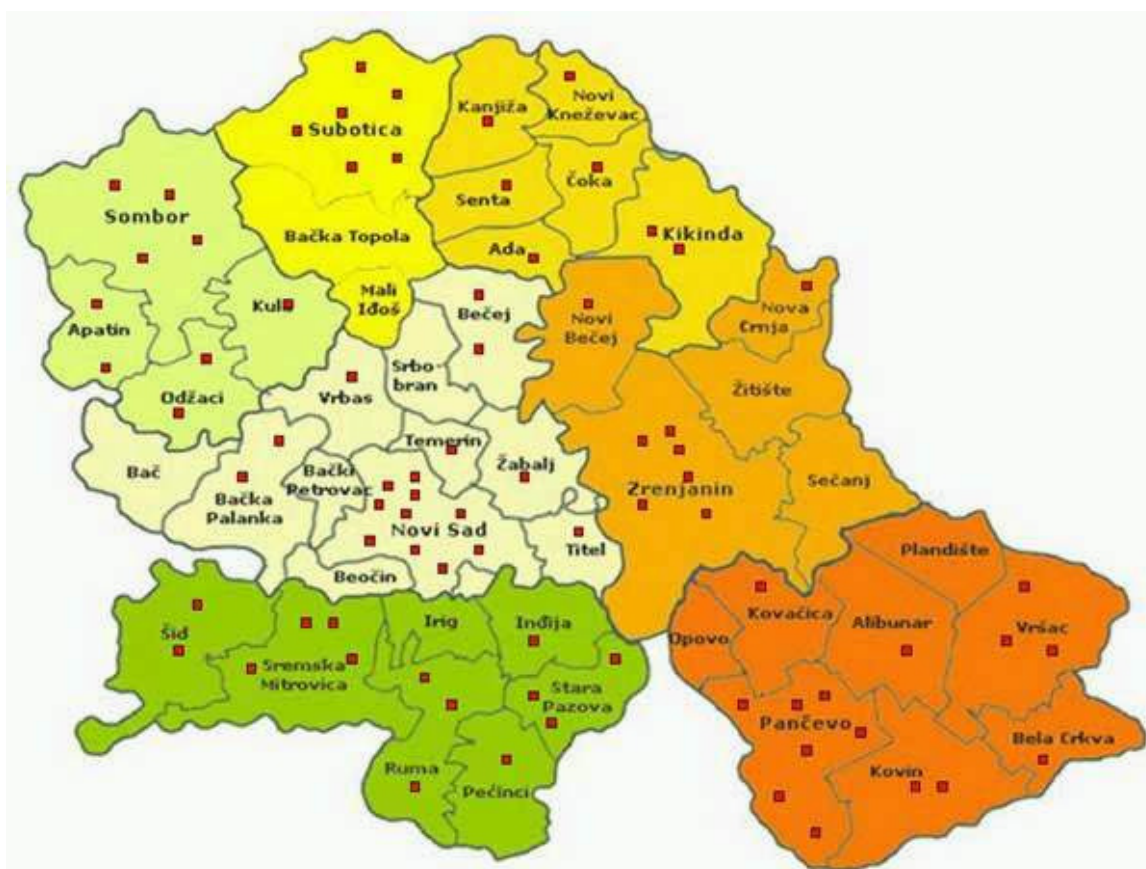 Kanjiža
Novi
Kneževac
Subotica
Čoka
Senta
Sombor
Kikinda
Bačka Topola
Ada
Mali
Iđoš
Kula
Bečej
Novi
Bečej
Nova
Crnja
Apatin
Srbo
bran
Žitište
Odžaci
Vrbas
Temerin
Žabalj
Bač
Bački
Petrovac
Bačka
Palanka
Zrenjanin
Sečanj
Novi Sad
Titel
Plandište
Beočin
Kovačica
Irig
Inđija
Alibunar
Vršac
Šid
Opovo
Sremska
Mitrovica
Stara
Pazova
Pančevo
Bela Crkva
Ruma
Pećinci
Kovin